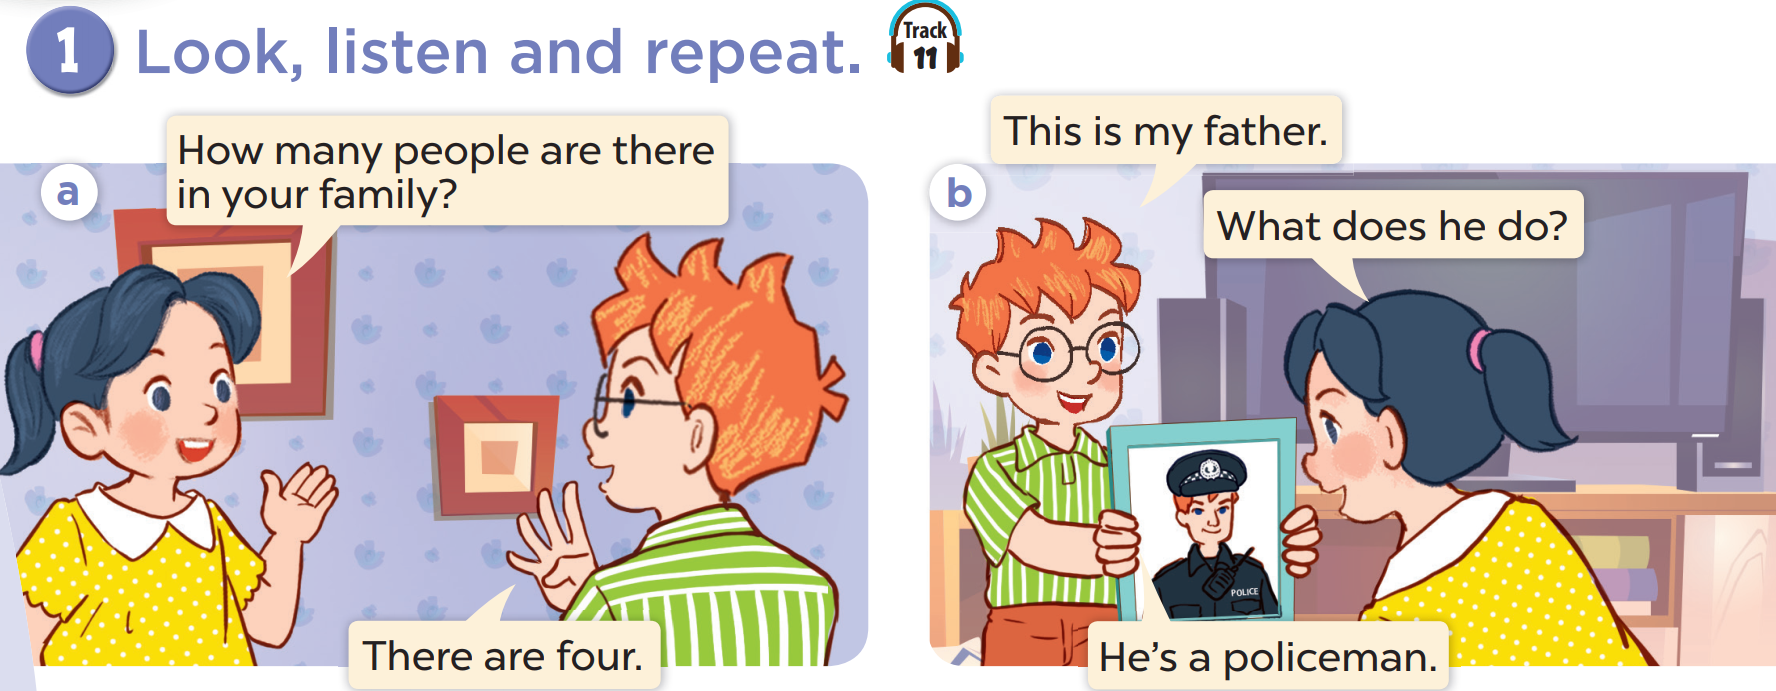 1 Look, listen and repeat.
Track
11
a
How many people are there
in your family?
There are four.
b
This is my father.
What does he do?
POLICE
He's a policeman.